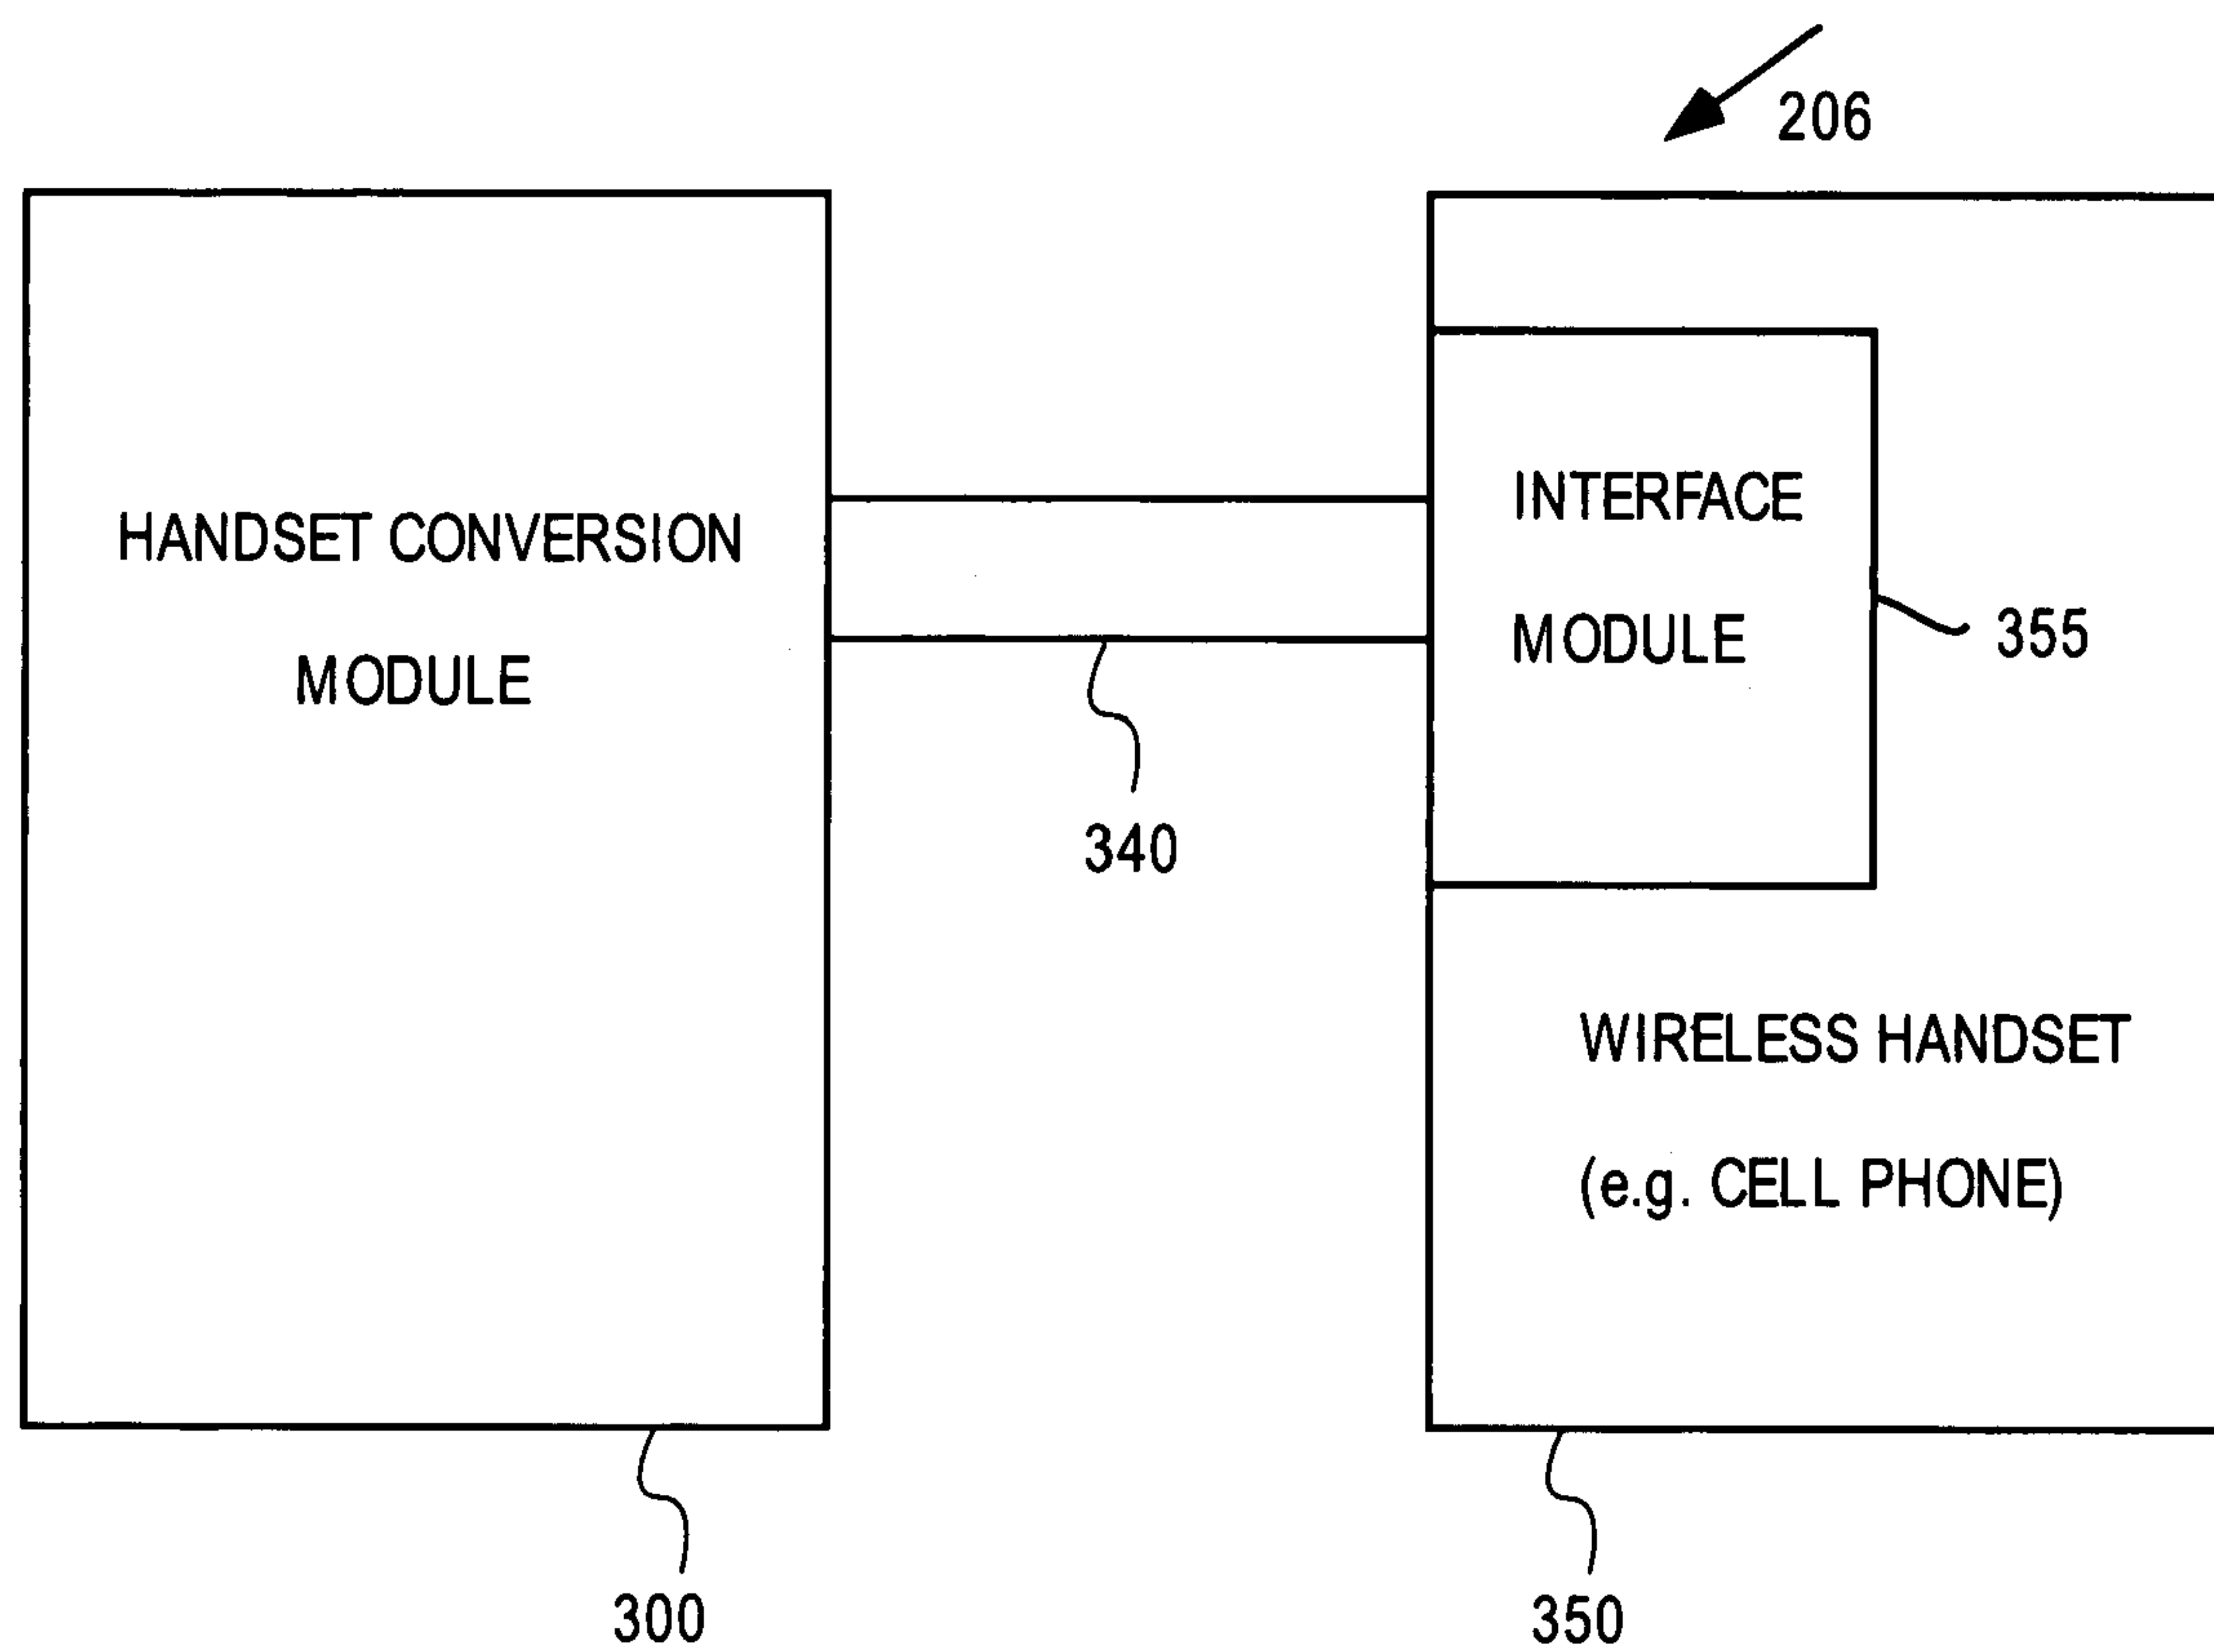 206
HANDSET CONVERSION
MODULE
INTERFACE
MODULE
355
340
WIRELESS HANDSET
(e.g. CELL PHONE)
300
350